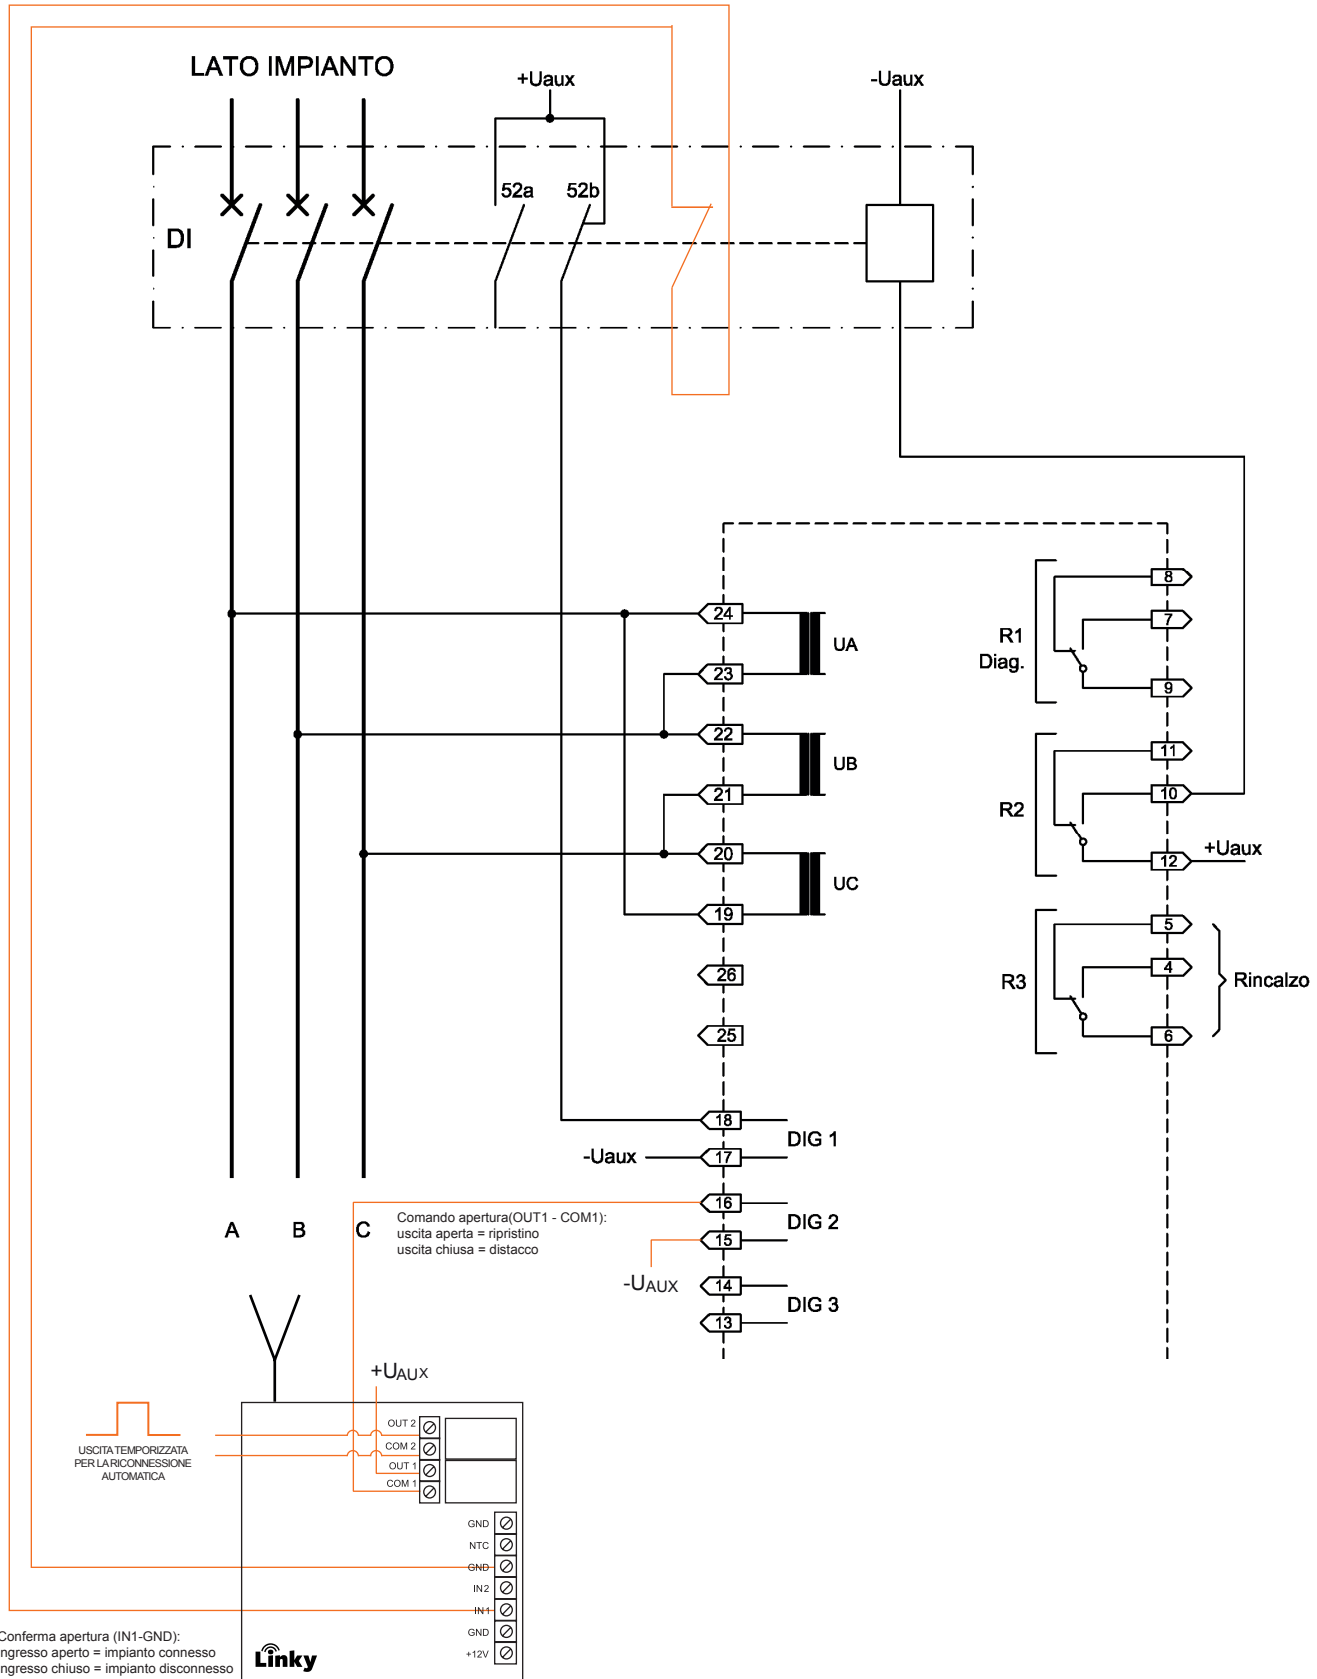 LATO IMPIANTO
+Uaux
-Uaux
52a
52b
DI
8
7
R1
Diag.
9
24
UA
23
22
UB
21
20
UC
19
26
25
11
10
R2
12
+Uaux
5
4
R3
6
Rincalzo
18
DIG 1
-Uaux
17
16
DIG 2
15
-UAUX
14
DIG 3
13
A
B
C
Comando apertura(OUT1 - COM1):
uscita aperta = ripristino
uscita chiusa = distacco
+UAUX
USCITA TEMPORIZZATA
PER LA RICONNESSIONE
AUTOMATICA
OUT 2
COM 2
OUT 1
COM 1
GND
NTC
GND
IN2
IN1
GND
+12V
Linky
Conferma apertura (IN1-GND):
ngresso aperto = impianto connesso
ngresso chiuso = impianto disconnesso